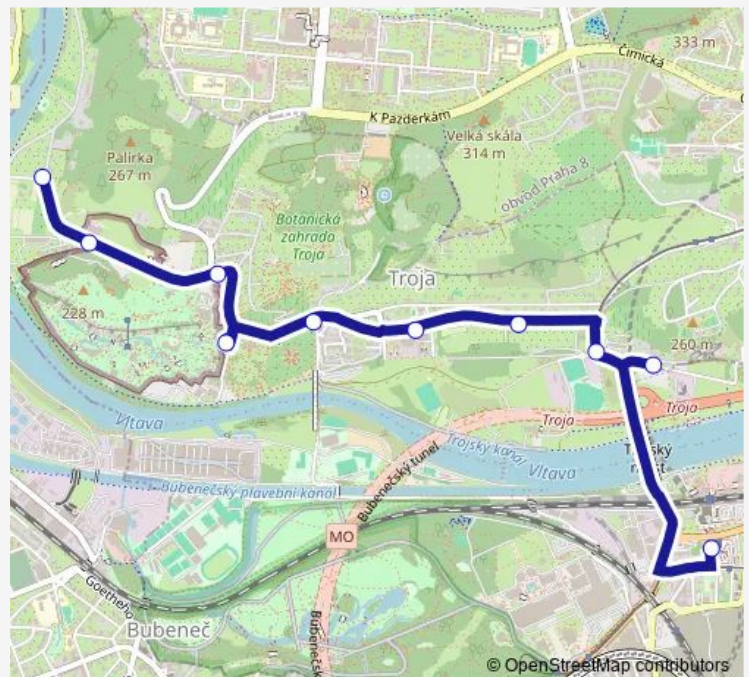 333 m
Čimická
K Pazderkám
Velká skála
314 m
Palírka
267 m
obvod Praha 8
Botanická
zahrada
Troja
Troja
228 m
260 m
Vltava
Troja
Troja
Trojský kanál
Vltava
Bubenečský tunel
Bubenečský plavební kanál
MO
Goetheho
Bubeneč
© OpenStreetMap contributors